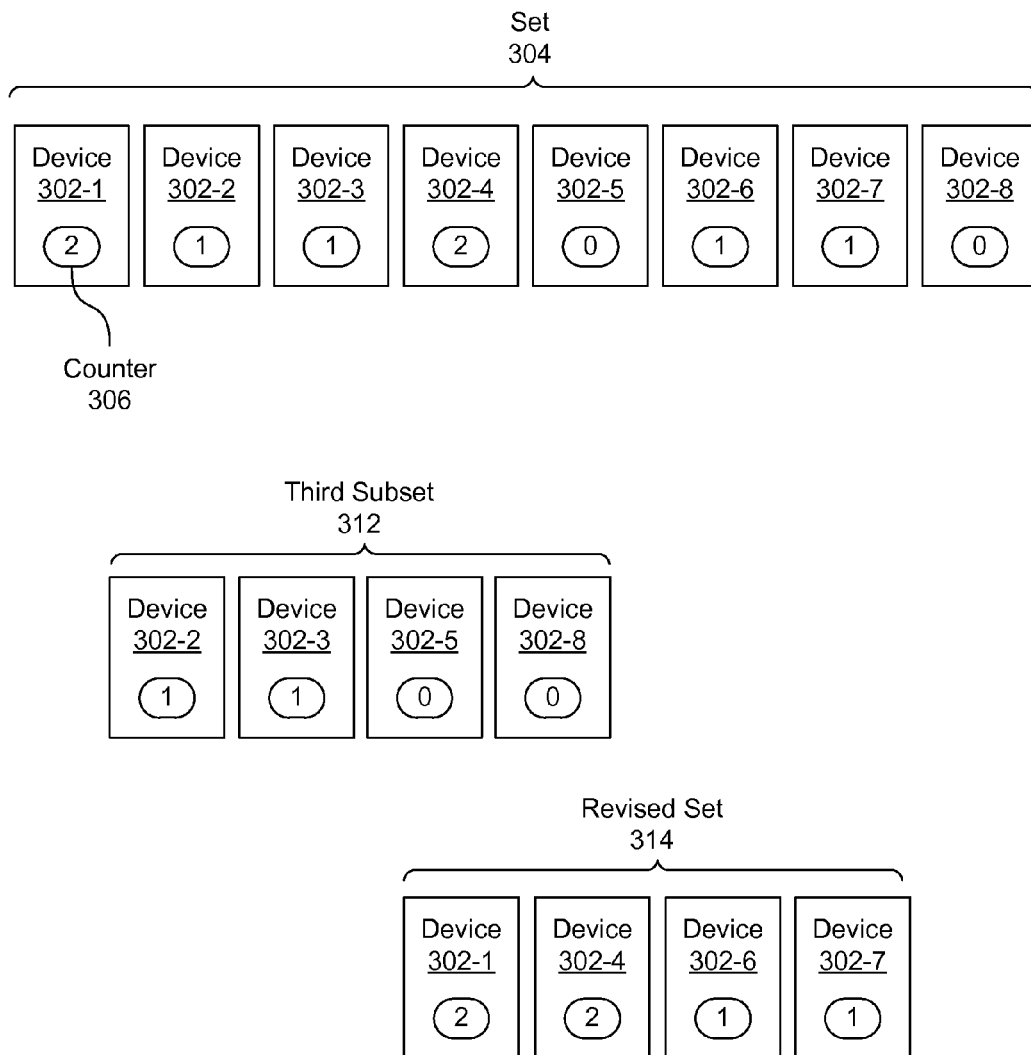 Set
304
Device Device Device Device Device Device Device Device
302-1 302-2 302-3 302-4 302-5 302-6 302-7 302-8
2 1 1 2 0 1 1 0
Counter
306
Third Subset
312
Device Device Device Device
302-2 302-3 302-5 302-8
1 1 0 0
Revised Set
314
Device Device Device Device
302-1 302-4 302-6 302-7
2 2 1 1